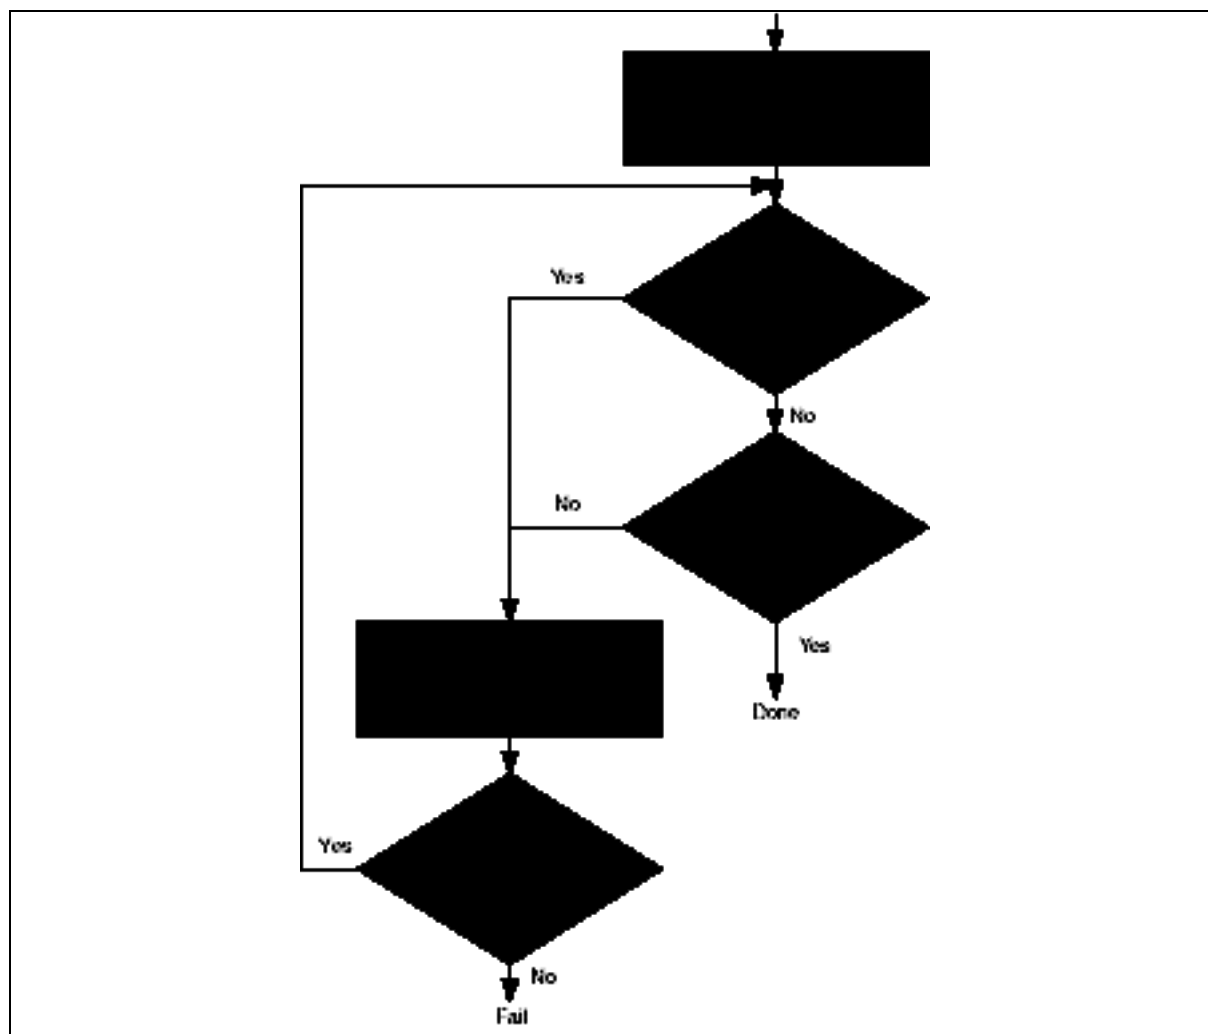 Yes
No
No
Yes
Done
Yes
No
Fail